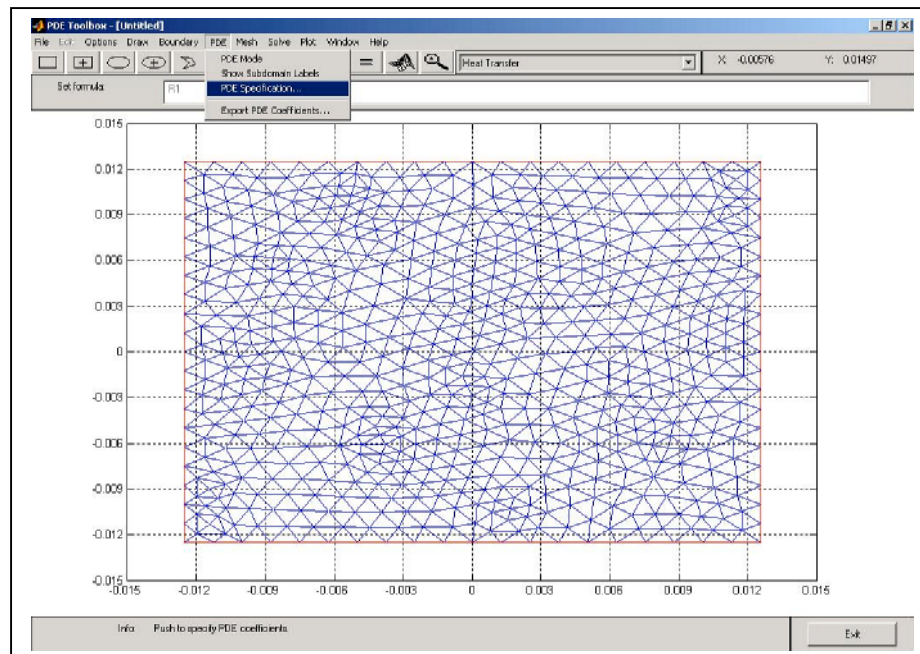 PDE Toolbox - [Untitled]
File Edit Options Draw Boundary PDE Mesh Solve Plot Window Help
PDE Mode
Show Subdomain Labels
PDE Specification...
Export PDE Coefficients...
Heat Transfer
X: -0.00576
Y: 0.01497
Set formula:
R1
0.015
0.012
0.009
0.006
0.003
0
-0.003
-0.006
-0.009
-0.012
-0.015
-0.015 -0.012 -0.009 -0.006 -0.003 0 0.003 0.006 0.009 0.012 0.015
Info: Push to specify PDE coefficients.
Exit